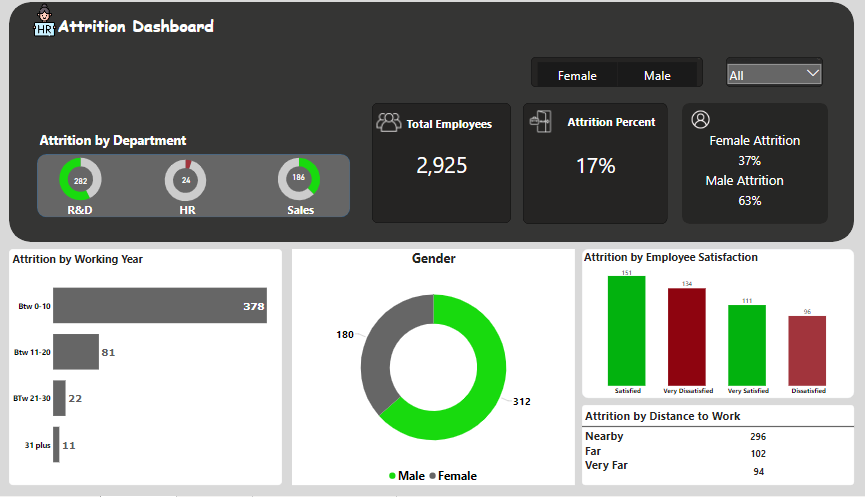 HR
Attrition Dashboard
Female Male
All
Attrition by Department
282
24
186
R&D
HR
Sales
Total Employees
2,925
Attrition Percent
17%
Female Attrition
37%
Male Attrition
63%
Attrition by Working Year
Btw 0-10 378
Btw 11-20 81
BTw 21-30 22
31 plus 11
Gender
180
312
Male Female
Attrition by Employee Satisfaction
151
134
111
96
Satisfied
Very Dissatisfied
Very Satisfied
Dissatisfied
Attrition by Distance to Work
Nearby 296
Far 102
Very Far 94